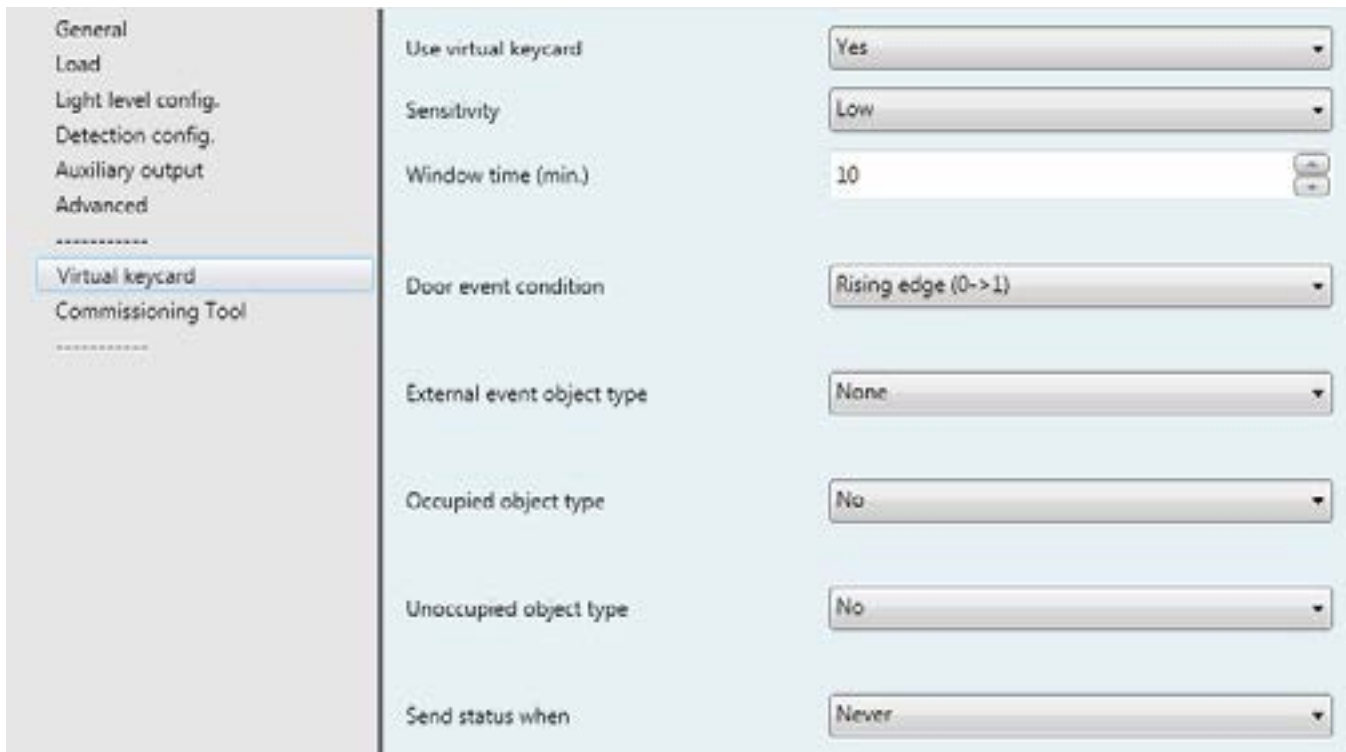 General
Load
Light level config.
Detection config.
Auxiliary output
Advanced
-----------
Virtual keycard
Commissioning Tool
-----------
Use virtual keycard Yes
Sensitivity Low
Window time (min.) 10
Door event condition Rising edge (0->1)
External event object type None
Occupied object type No
Unoccupied object type No
Send status when Never